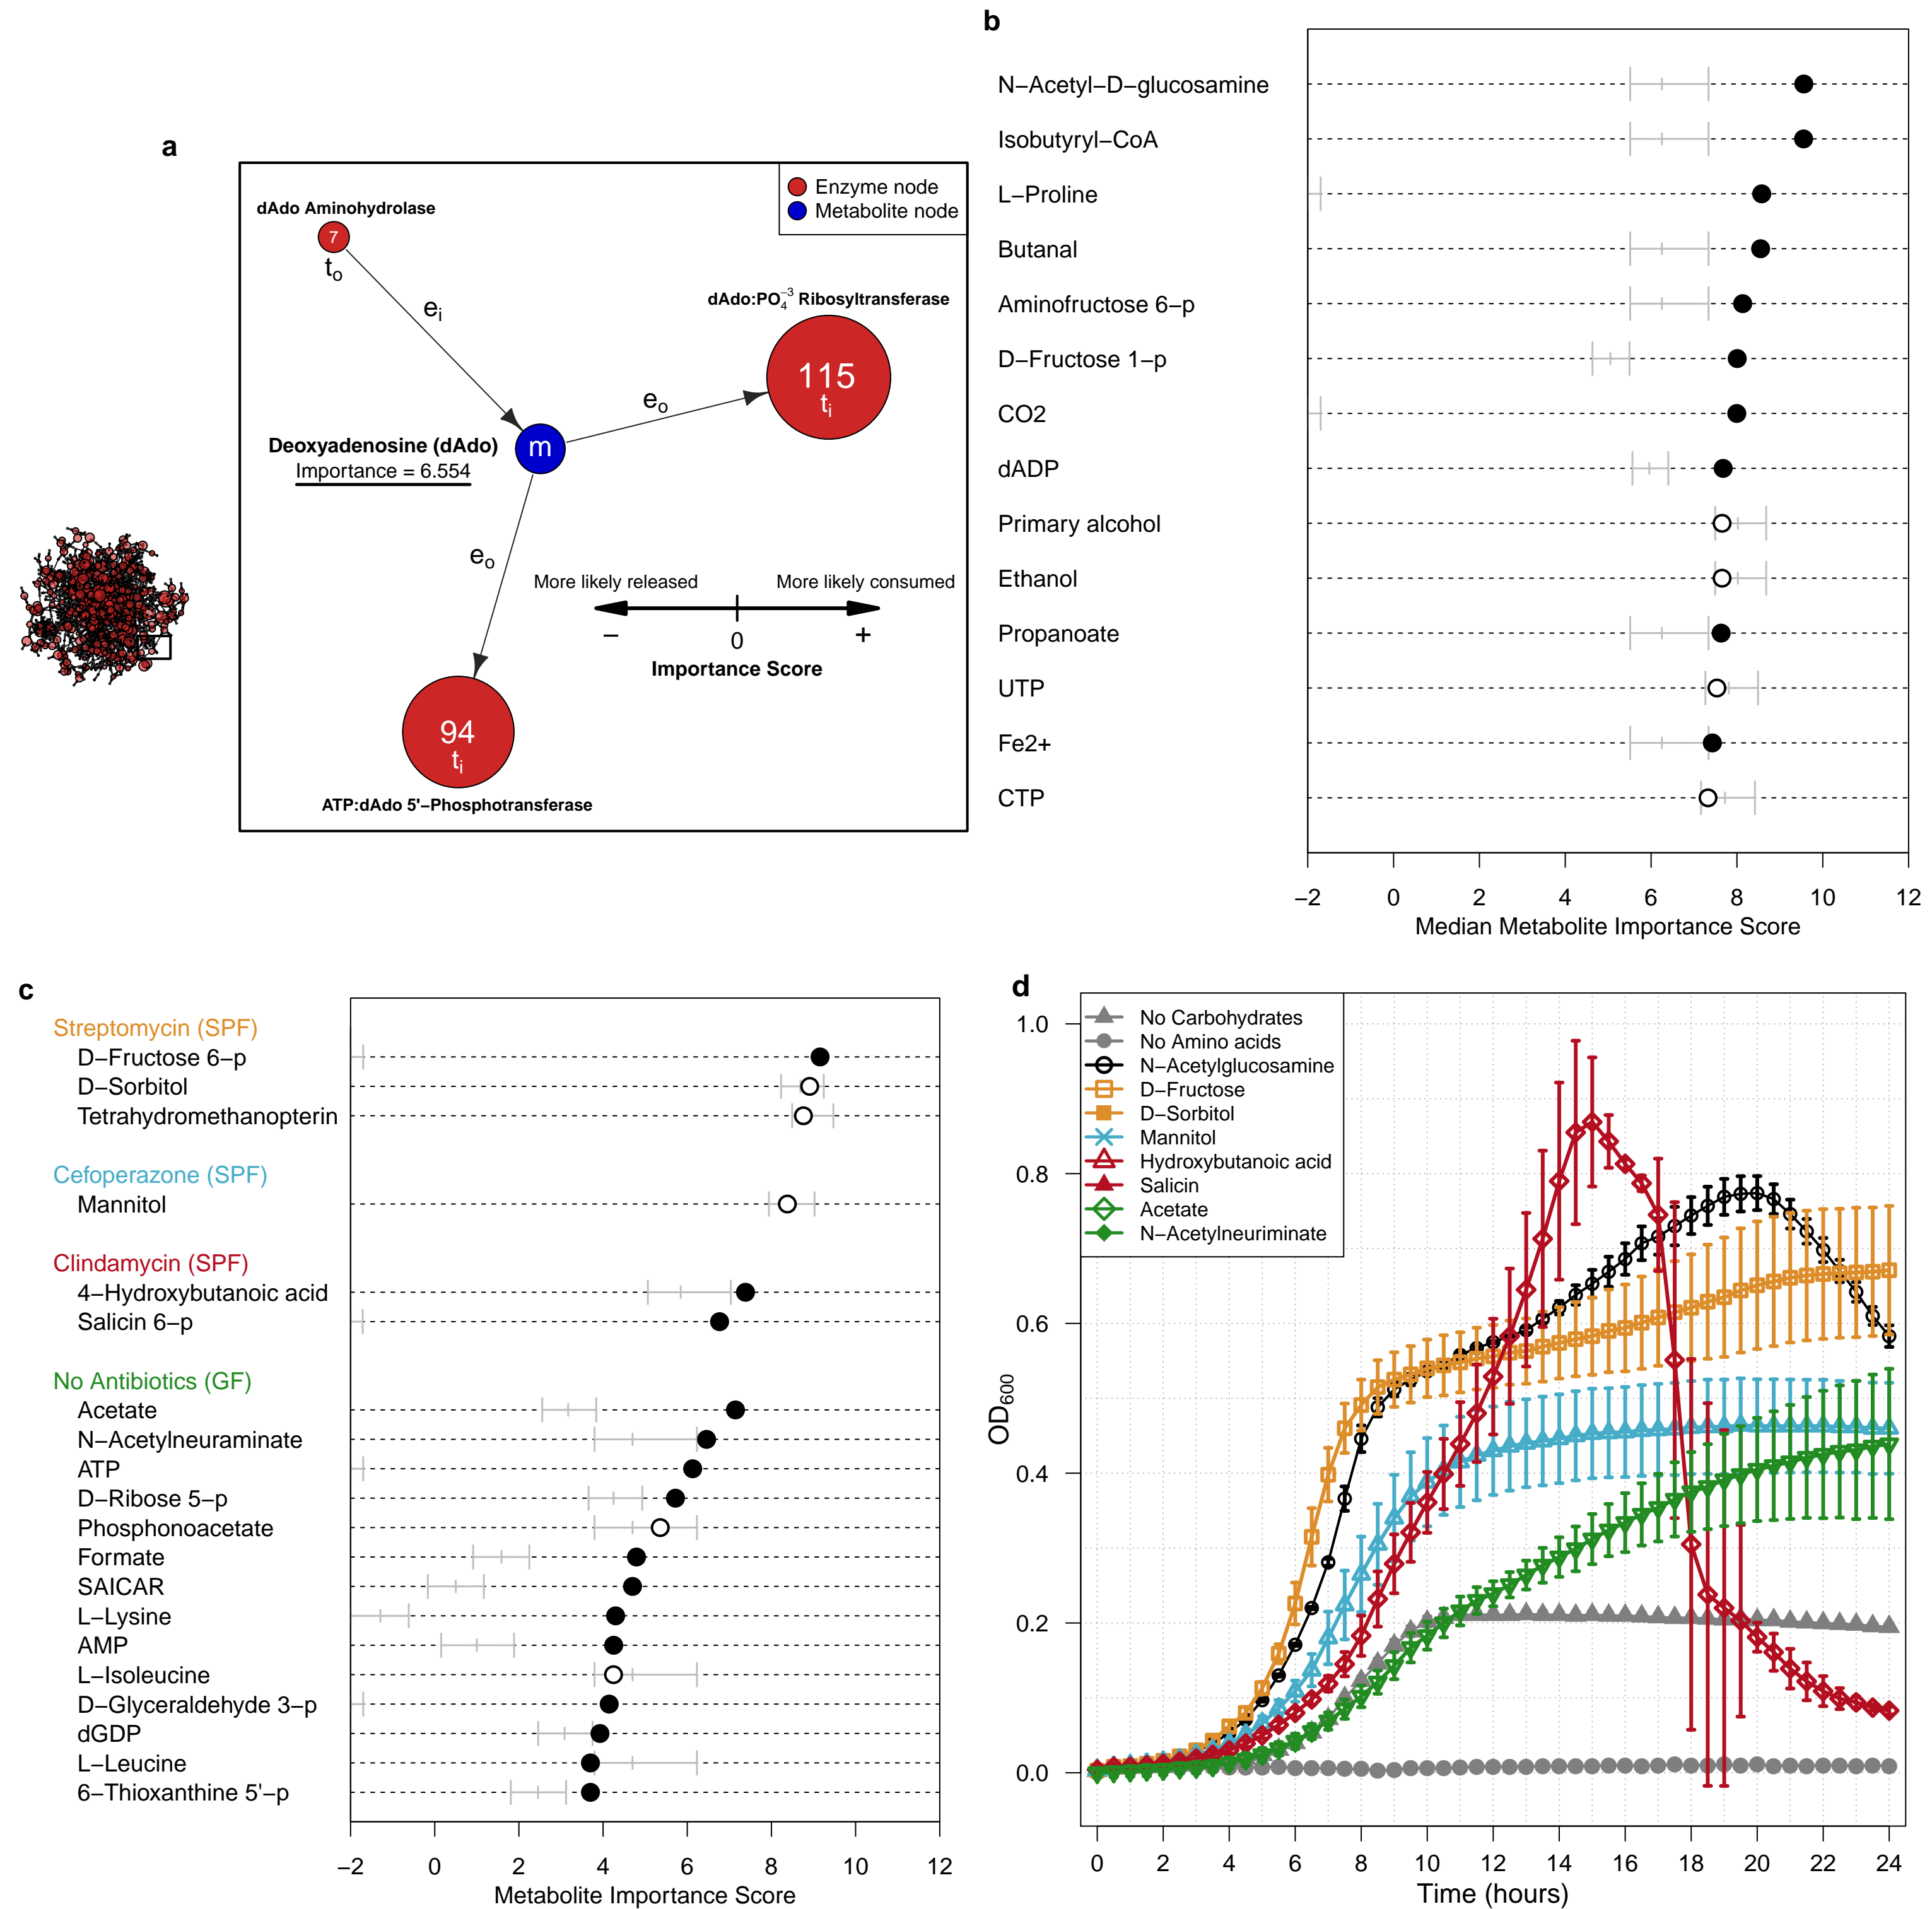 a
Enzyme node
Metabolite node
dAdo Aminohydrolase
7
to
ei
dAdo:PO4−3 Ribosyltransferase
115
ti
eo
Deoxyadenosine (dAdo)
Importance = 6.554
m
eo
More likely released
More likely consumed
−
0
+
Importance Score
94
ti
ATP:dAdo 5'−Phosphotransferase
b
N−Acetyl−D−glucosamine
Isobutyryl−CoA
L−Proline
Butanal
Aminofructose 6−p
D−Fructose 1−p
CO2
dADP
Primary alcohol
Ethanol
Propanoate
UTP
Fe2+
CTP
−2 0 2 4 6 8 10 12
Median Metabolite Importance Score
c
Streptomycin (SPF)
D−Fructose 6−p
D−Sorbitol
Tetrahydromethanopterin
Cefoperazone (SPF)
Mannitol
Clindamycin (SPF)
4−Hydroxybutanoic acid
Salicin 6−p
No Antibiotics (GF)
Acetate
N−Acetylneuraminate
ATP
D−Ribose 5−p
Phosphonoacetate
Formate
SAICAR
L−Lysine
AMP
L−Isoleucine
D−Glyceraldehyde 3−p
dGDP
L−Leucine
6−Thioxanthine 5'−p
−2 0 2 4 6 8 10 12
Metabolite Importance Score
d
No Carbohydrates
No Amino acids
N−Acetylglucosamine
D−Fructose
D−Sorbitol
Mannitol
Hydroxybutanoic acid
Salicin
Acetate
N−Acetylneuriminate
1.0
0.8
0.6
0.4
0.2
0.0
OD600
0 2 4 6 8 10 12 14 16 18 20 22 24
Time (hours)